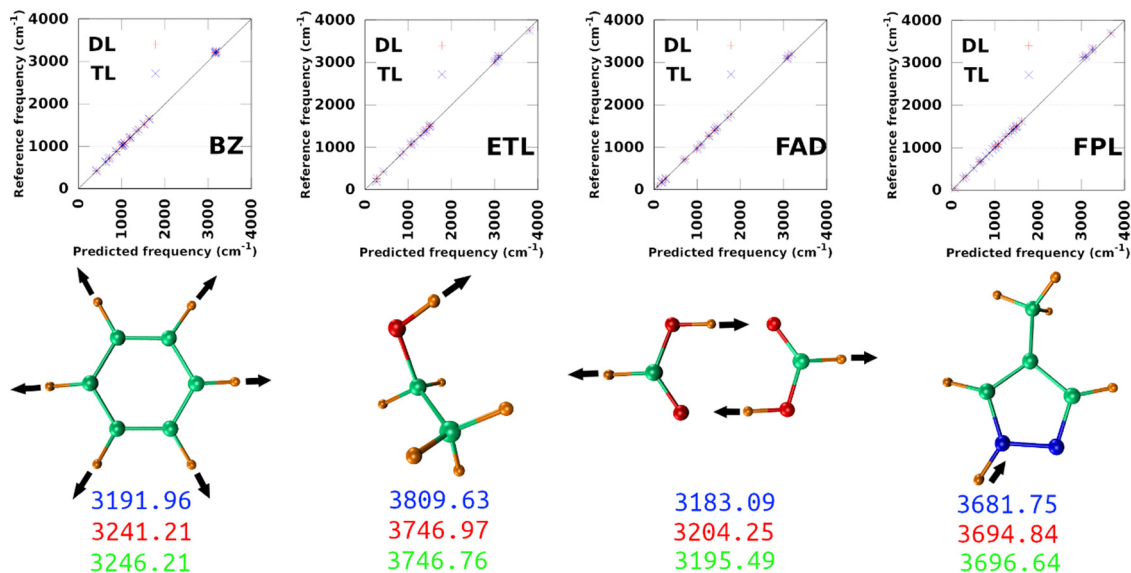 4000
3000
2000
1000
0
Reference frequency (cm-1)
DL
TL
BZ
0
1000
2000
3000
4000
Predicted frequency (cm-1)
4000
3000
2000
1000
0
Reference frequency (cm-1)
DL
TL
ETL
0
1000
2000
3000
4000
Predicted frequency (cm-1)
4000
3000
2000
1000
0
Reference frequency (cm-1)
DL
TL
FAD
0
1000
2000
3000
4000
Predicted frequency (cm-1)
4000
3000
2000
1000
0
Reference frequency (cm-1)
DL
TL
FPL
0
1000
2000
3000
4000
Predicted frequency (cm-1)
3191.96
3241.21
3246.21
3809.63
3746.97
3746.76
3183.09
3204.25
3195.49
3681.75
3694.84
3696.64